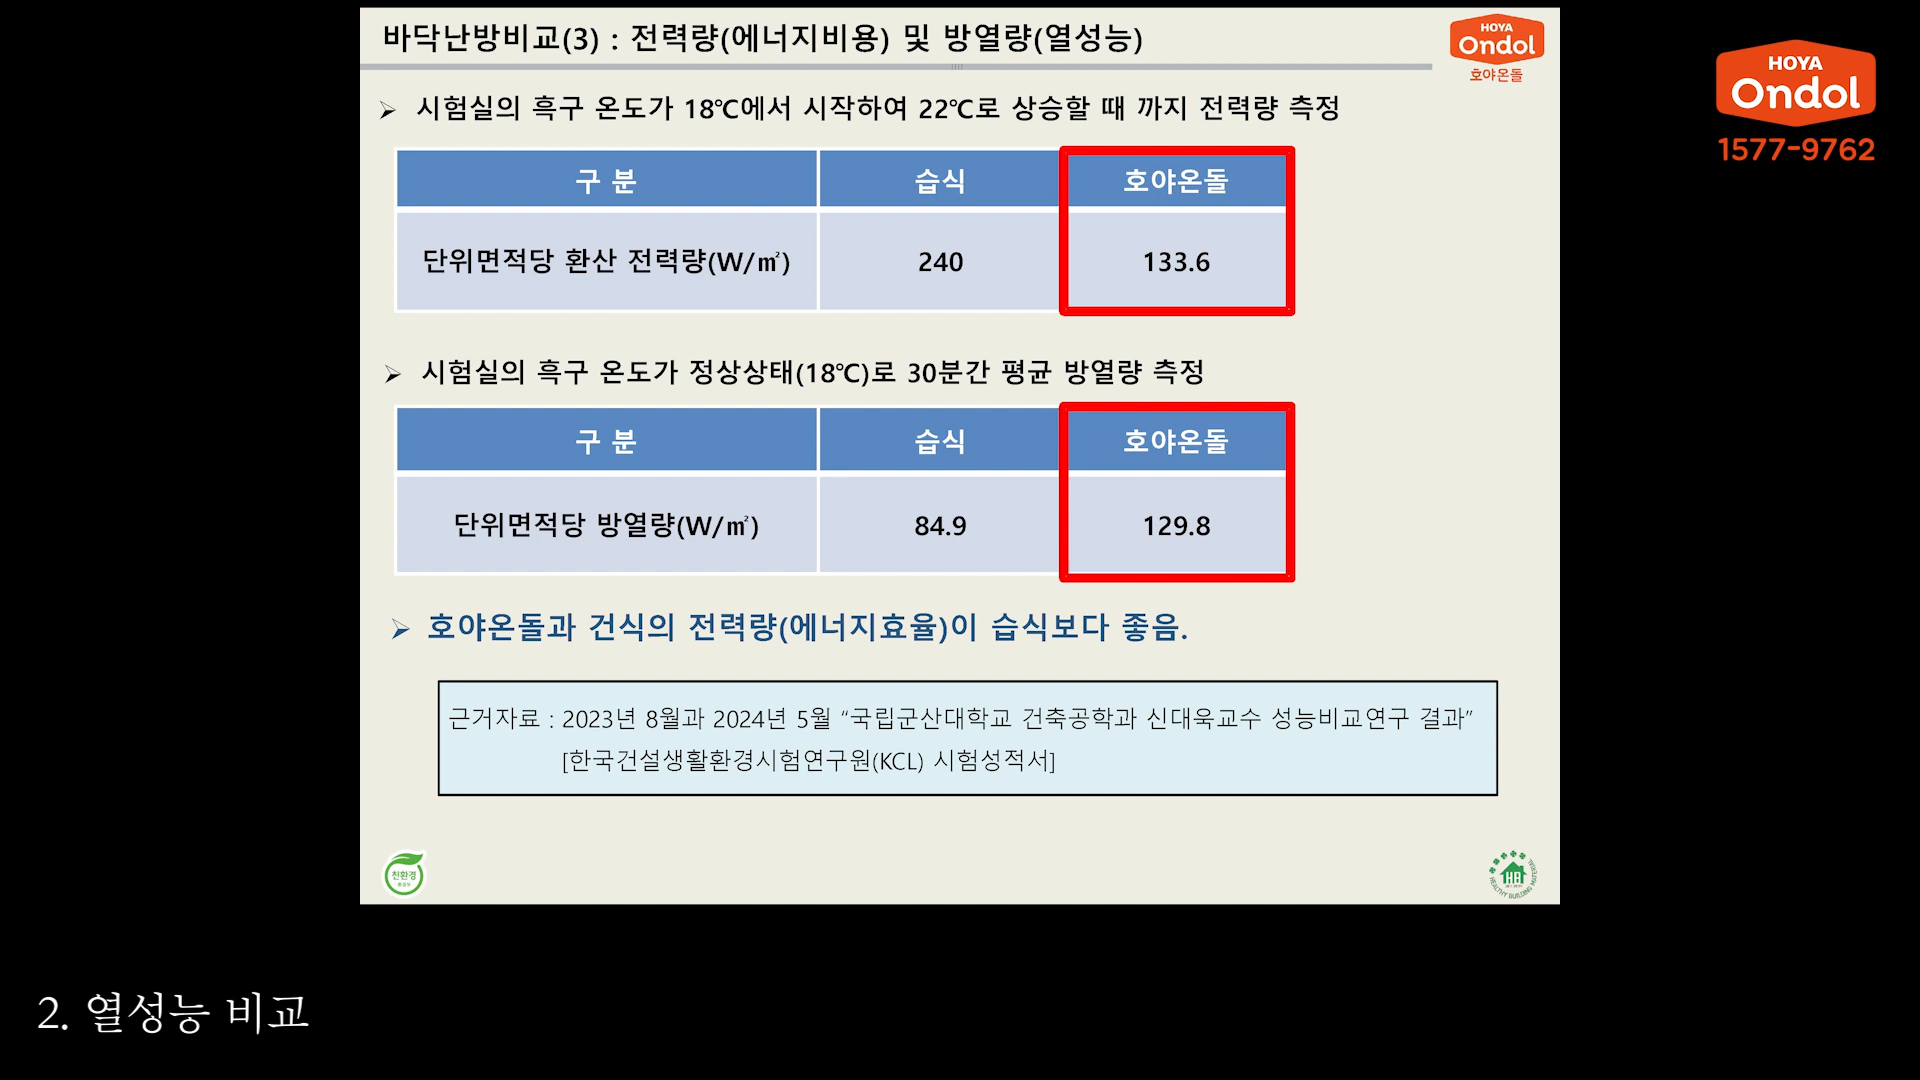 바닥난방비교(3) : 전력량(에너지비용) 및 방열량(열성능)
HOYA
Ondol
호야온돌
HOYA
Ondol
1577-9762
➢ 시험실의 흑구 온도가 18℃에서 시작하여 22℃로 상승할 때 까지 전력량 측정
구 분 습식 호야온돌
단위면적당 환산 전력량(W/㎡) 240 133.6
➢ 시험실의 흑구 온도가 정상상태(18℃)로 30분간 평균 방열량 측정
구 분 습식 호야온돌
단위면적당 방열량(W/㎡) 84.9 129.8
➢ 호야온돌과 건식의 전력량(에너지효율)이 습식보다 좋음.
근거자료 : 2023년 8월과 2024년 5월 “국립군산대학교 건축공학과 신대욱교수 성능비교연구 결과”
[한국건설생활환경시험연구원(KCL) 시험성적서]
친환경
HB
HEALTHY BUILDING MATERIAL
2. 열성능 비교